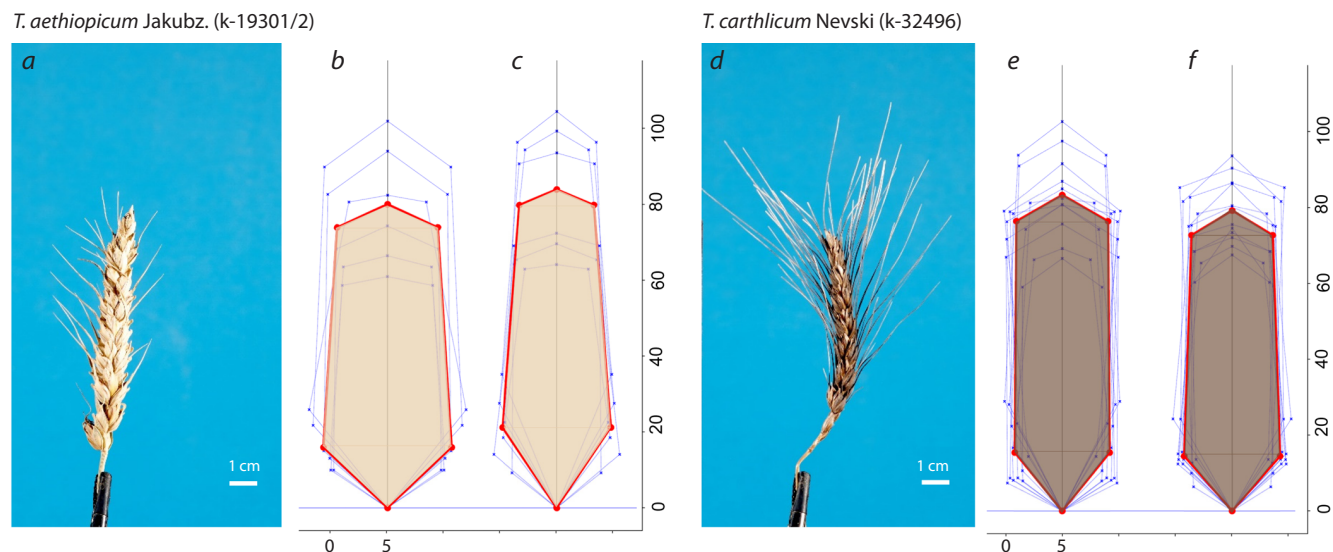 T. aethiopicum Jakubz. (k-19301/2)
T. carthlicum Nevski (k-32496)
a
b
c
d
e
f
100
80
60
40
20
0
100
80
60
40
20
0
1 cm
1 cm
0 5
0 5